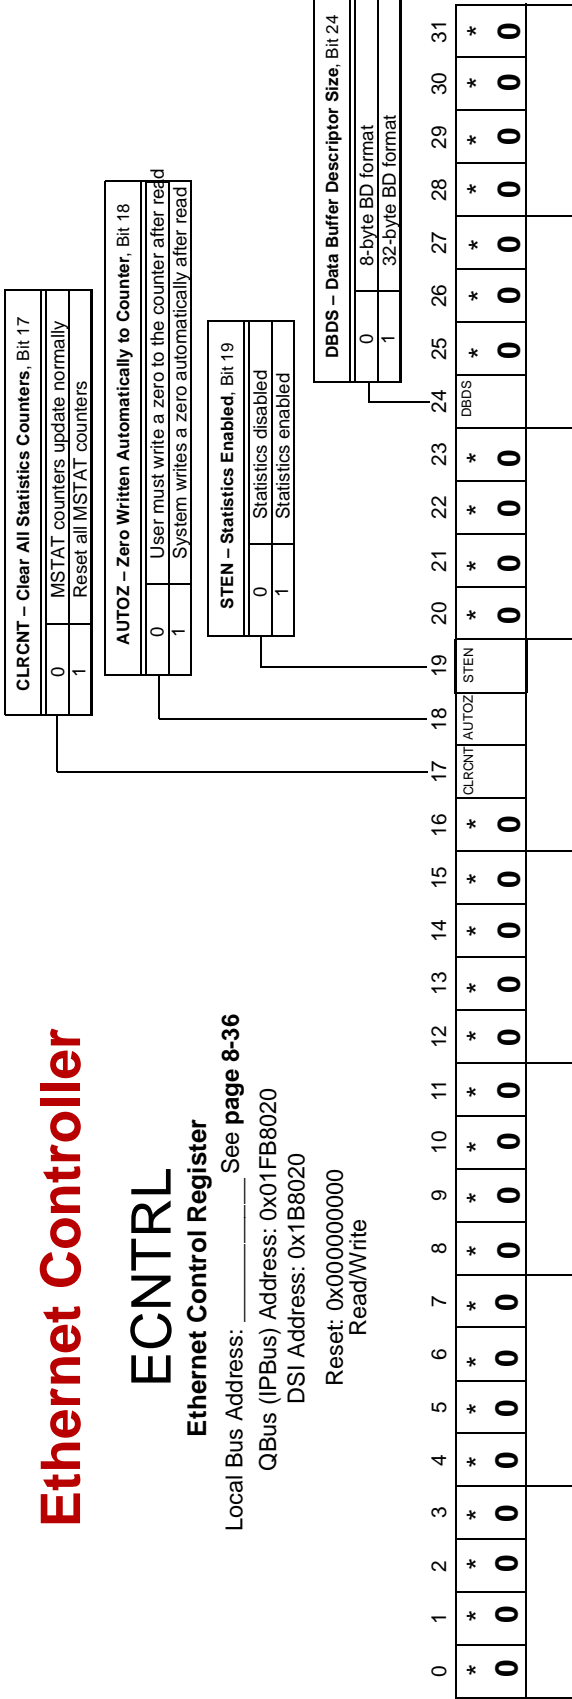 Ethernet Controller
ECNTRL
Ethernet Control Register
Local Bus Address: __________ See page 8-36
QBus (IPBus) Address: 0x01FB8020
DSI Address: 0x1B8020
Reset: 0x000000000
Read/Write
CLRCNT – Clear All Statistics Counters, Bit 17
0 MSTAT counters update normally
1 Reset all MSTAT counters
AUTOZ – Zero Written Automatically to Counter, Bit 18
0 User must write a zero to the counter after read
1 System writes a zero automatically after read
STEN – Statistics Enabled, Bit 19
0 Statistics disabled
1 Statistics enabled
DBDS – Data Buffer Descriptor Size, Bit 24
0 8-byte BD format
1 32-byte BD format
0 1 2 3 4 5 6 7 8 9 10 11 12 13 14 15 16 17 18 19 20 21 22 23 24 25 26 27 28 29 30 31
* * * * * * * * * * * * * * * * * CLRCNT AUTOZ STEN * * * * DBDS * * * * * * *
0 0 0 0 0 0 0 0 0 0 0 0 0 0 0 0 0 0 0 0 0 0 0 0 0 0 0 0